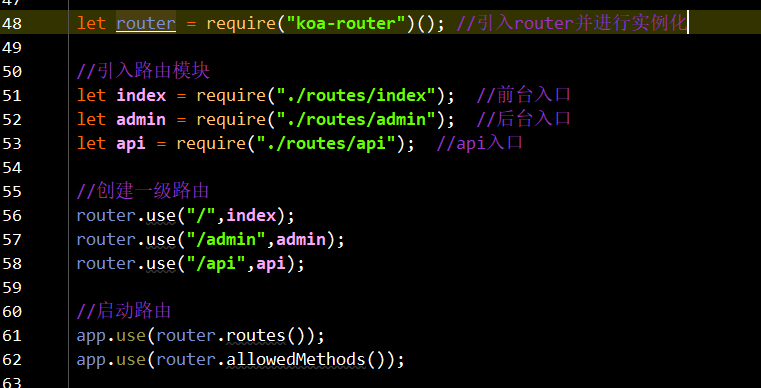 48 let router = require("koa-router")(); //引入router并进行实例化
49
50 //引入路由模块
51 let index = require("./routes/index");  //前台入口
52 let admin = require("./routes/admin");  //后台入口
53 let api = require("./routes/api");  //api入口
54
55 //创建一级路由
56 router.use("/",index);
57 router.use("/admin",admin);
58 router.use("/api",api);
59
60 //启动路由
61 app.use(router.routes());
62 app.use(router.allowedMethods());
63